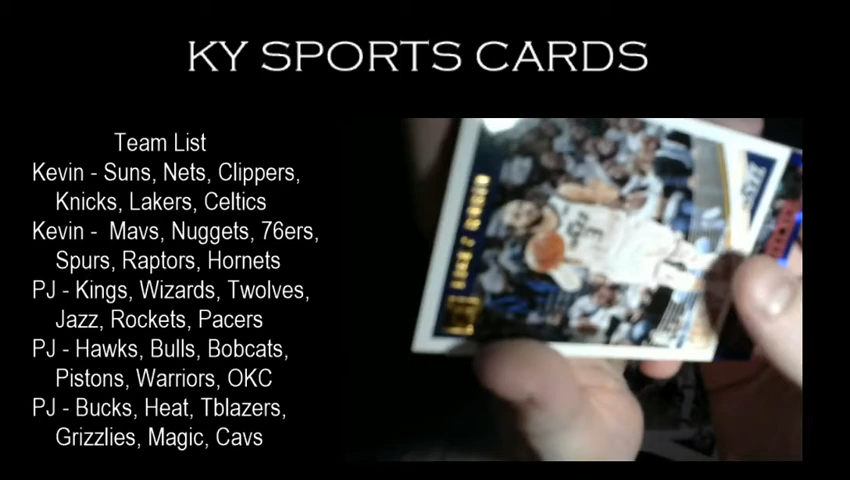 KY SPORTS CARDS
Team List
Kevin - Suns, Nets, Clippers,
Knicks, Lakers, Celtics
Kevin - Mavs, Nuggets, 76ers,
Spurs, Raptors, Hornets
PJ - Kings, Wizards, Twolves,
Jazz, Rockets, Pacers
PJ - Hawks, Bulls, Bobcats,
Pistons, Warriors, OKC
PJ - Bucks, Heat, Tblazers,
Grizzlies, Magic, Cavs